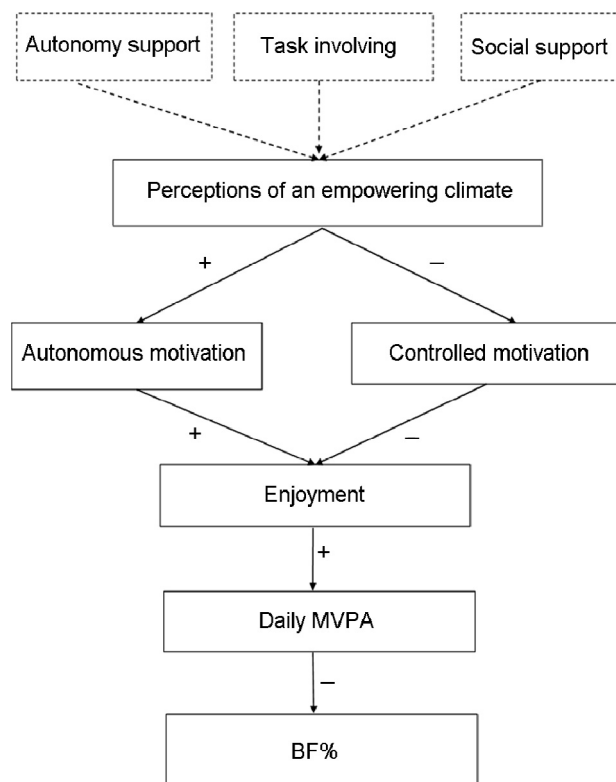 Autonomy support
Task involving
Social support
Perceptions of an empowering climate
+
–
Autonomous motivation
Controlled motivation
+
–
Enjoyment
+
Daily MVPA
–
BF%